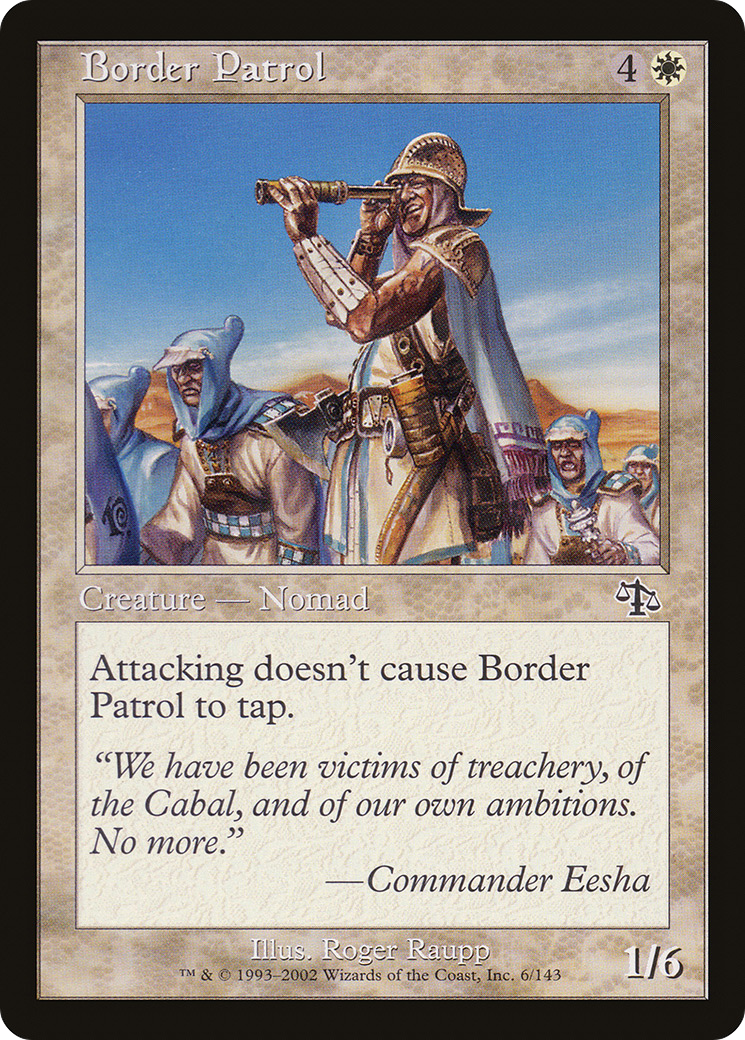 Border Patrol 4
Creature — Nomad
Attacking doesn't cause Border
Patrol to tap.
“We have been victims of treachery, of
the Cabal, and of our own ambitions.
No more.”
—Commander Eesha
Illus. Roger Raupp
™ & © 1993–2002 Wizards of the Coast, Inc. 6/143
1/6